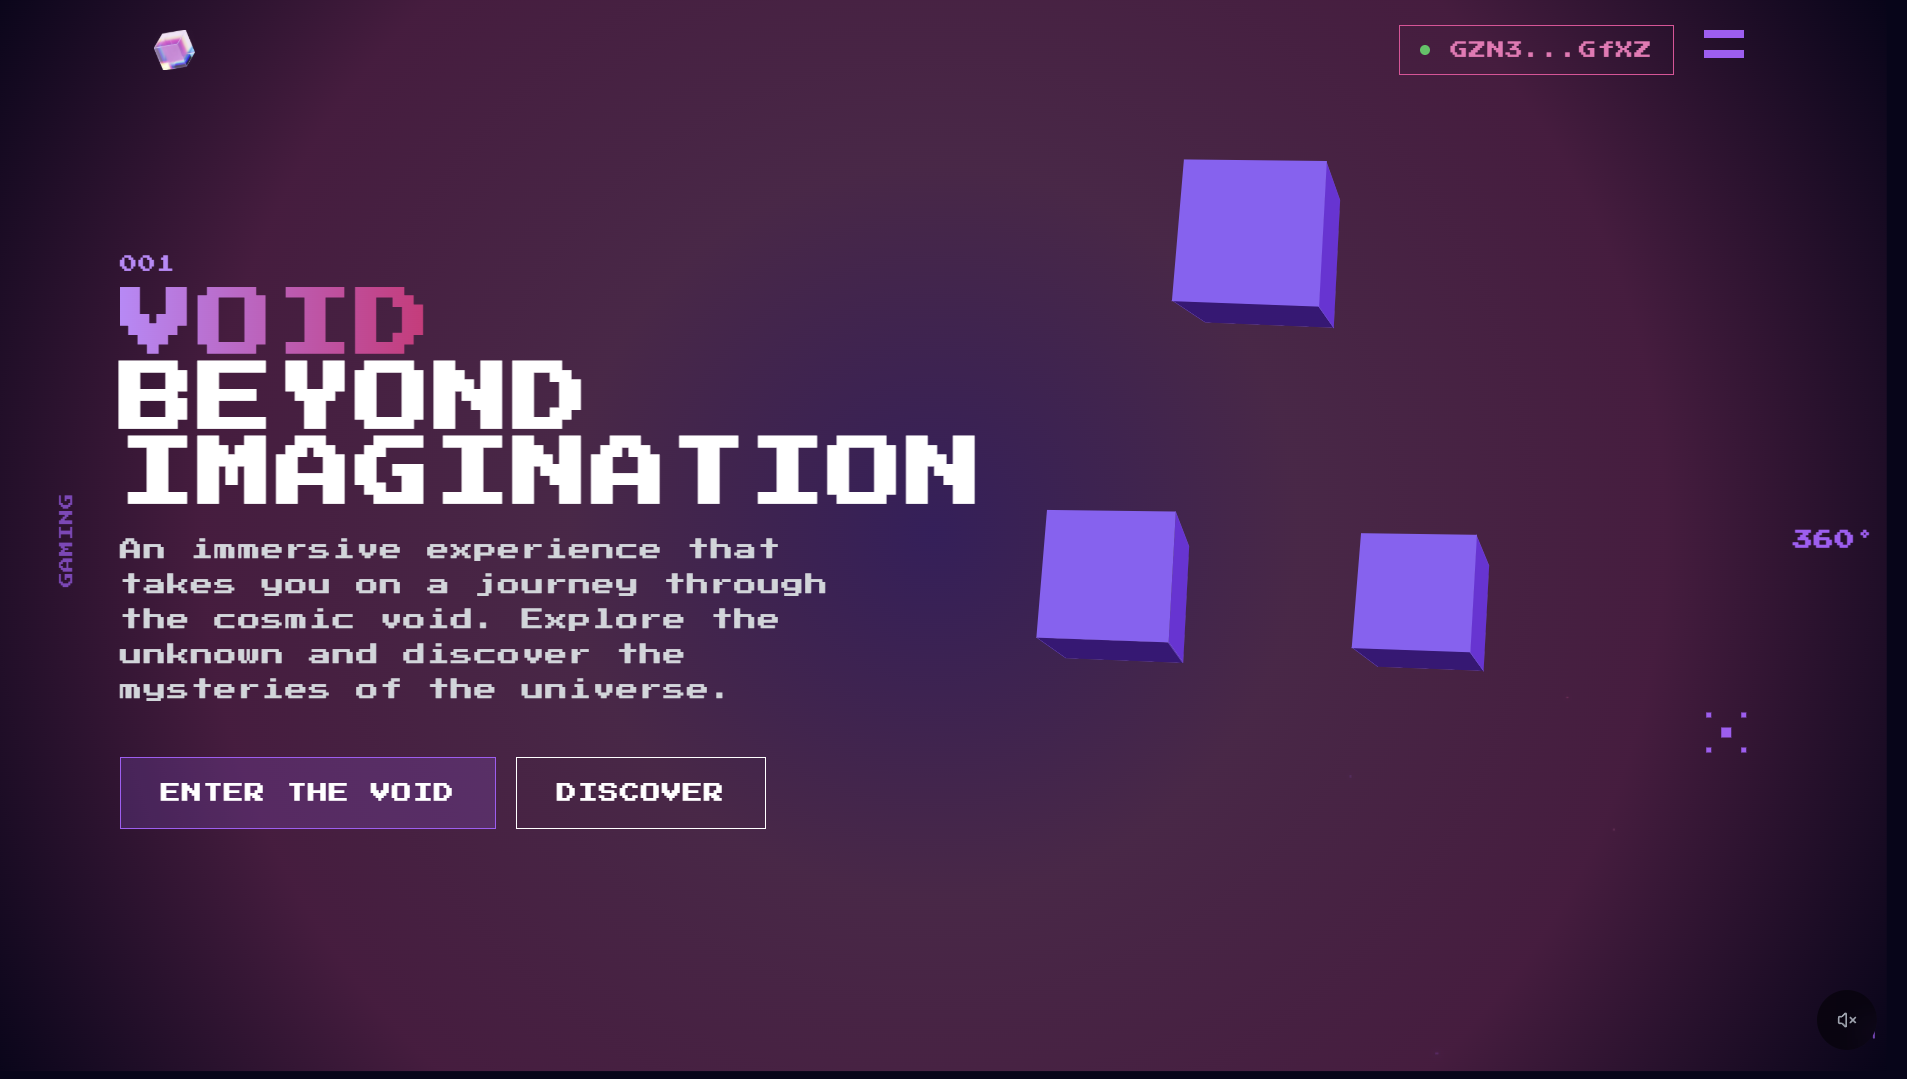 GZN3...GfXZ
001
VOID
BEYOND
IMAGINATION
An immersive experience that
takes you on a journey through
the cosmic void. Explore the
unknown and discover the
mysteries of the universe.
ENTER THE VOID
DISCOVER
GAMING
360°